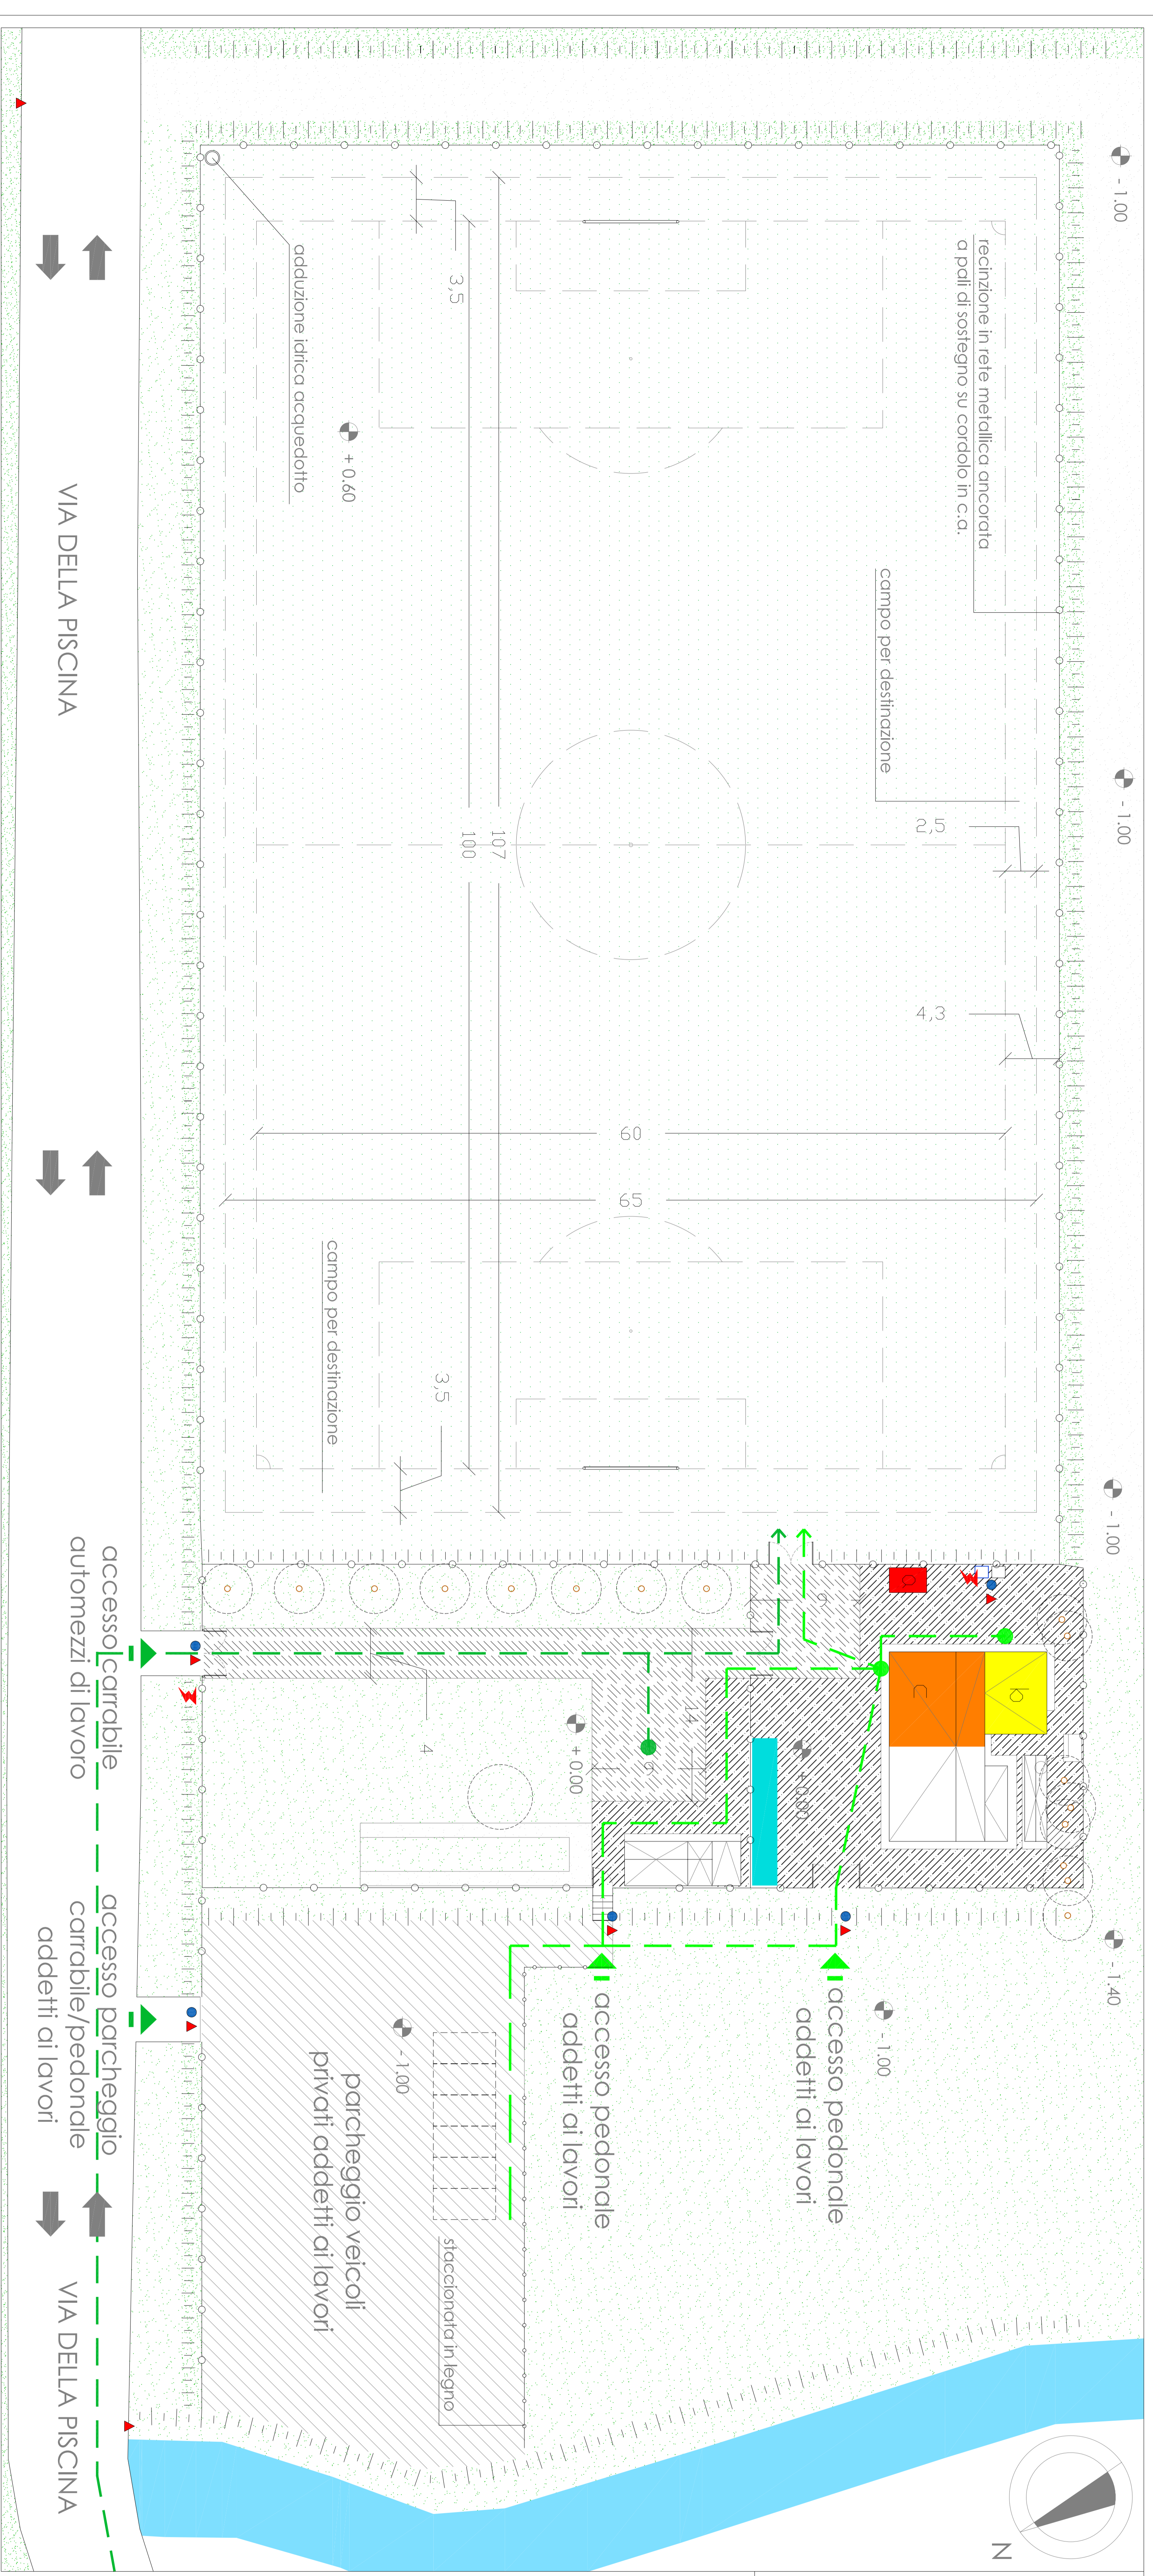 - 1.00
recinzione in rete metallica ancorata
a pali di sostegno su cordolo in c.a.
adduzione idrica acquedotto
3,5
+ 0.60
VIA DELLA PISCINA
campo per destinazione
- 1.00
2,5
107
100
4,3
60
65
campo per destinazione
3,5
- 1.00
accesso carrabile
automezzi di lavoro
C
b
14
4
+ 0.00
- 1.40
- 1.00
accesso pedonale
addetti ai lavori
accesso pedonale
addetti ai lavori
- 1.00
parcheggio veicoli
privati addetti ai lavori
accesso parcheggio
carrabile/pedonale
addetti ai lavori
staccionata in legno
VIA DELLA PISCINA
N